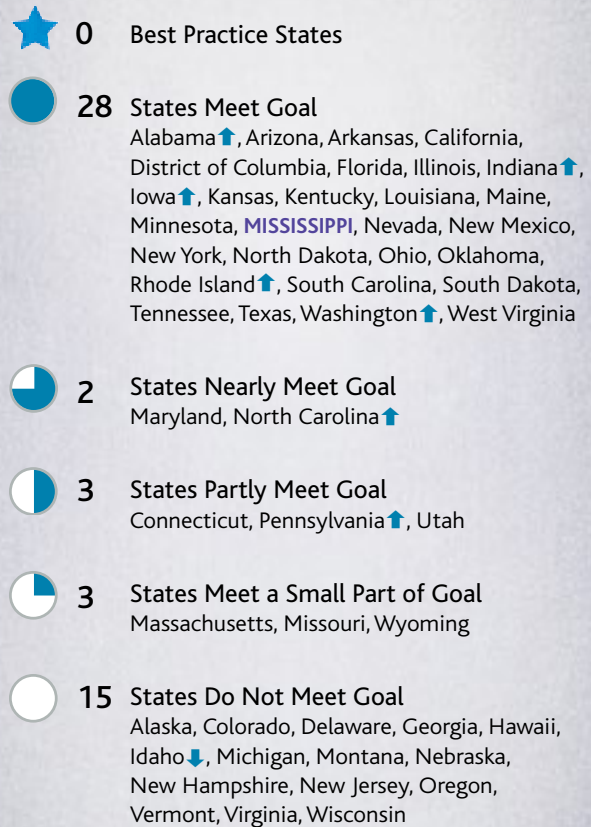 0 Best Practice States
28 States Meet Goal
Alabama⬆, Arizona, Arkansas, California,
District of Columbia, Florida, Illinois, Indiana⬆,
Iowa⬆, Kansas, Kentucky, Louisiana, Maine,
Minnesota, MISSISSIPPI, Nevada, New Mexico,
New York, North Dakota, Ohio, Oklahoma,
Rhode Island⬆, South Carolina, South Dakota,
Tennessee, Texas, Washington⬆, West Virginia
2 States Nearly Meet Goal
Maryland, North Carolina⬆
3 States Partly Meet Goal
Connecticut, Pennsylvania⬆, Utah
3 States Meet a Small Part of Goal
Massachusetts, Missouri, Wyoming
15 States Do Not Meet Goal
Alaska, Colorado, Delaware, Georgia, Hawaii,
Idaho⬇, Michigan, Montana, Nebraska,
New Hampshire, New Jersey, Oregon,
Vermont, Virginia, Wisconsin